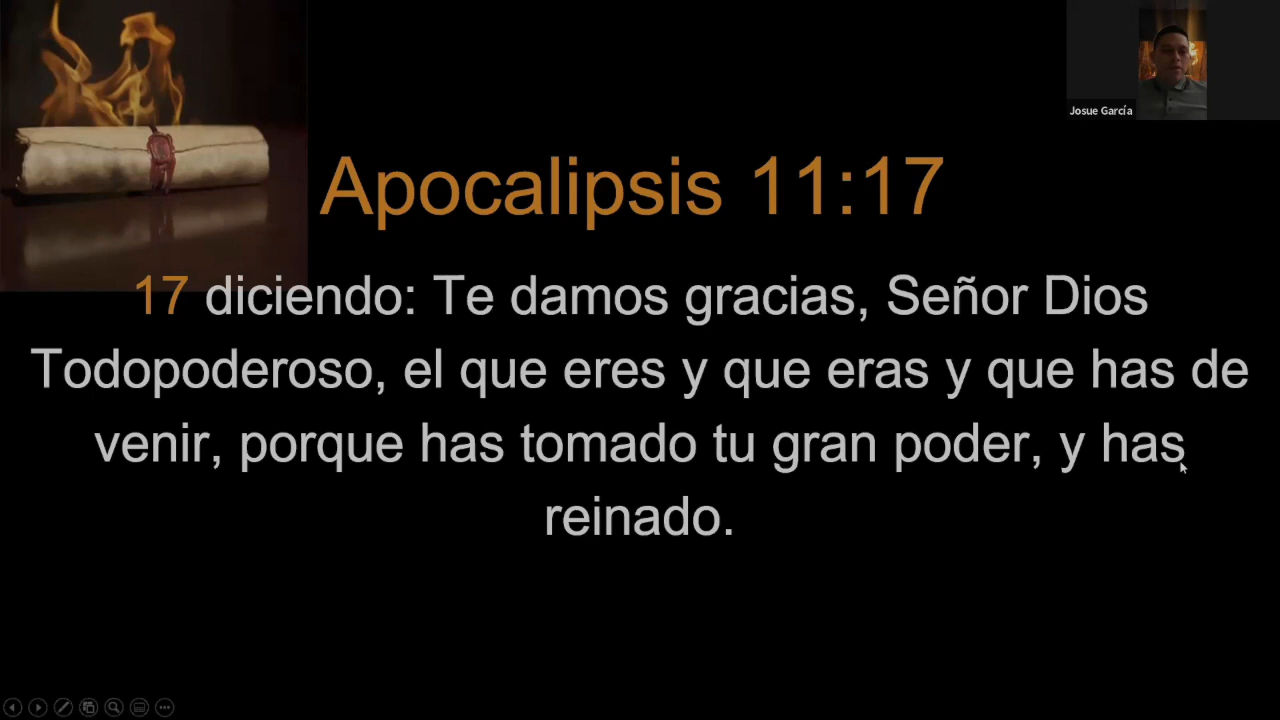 Josue García
Apocalipsis 11:17
17 diciendo: Te damos gracias, Señor Dios
Todopoderoso, el que eres y que eras y que has de
venir, porque has tomado tu gran poder, y has
reinado.